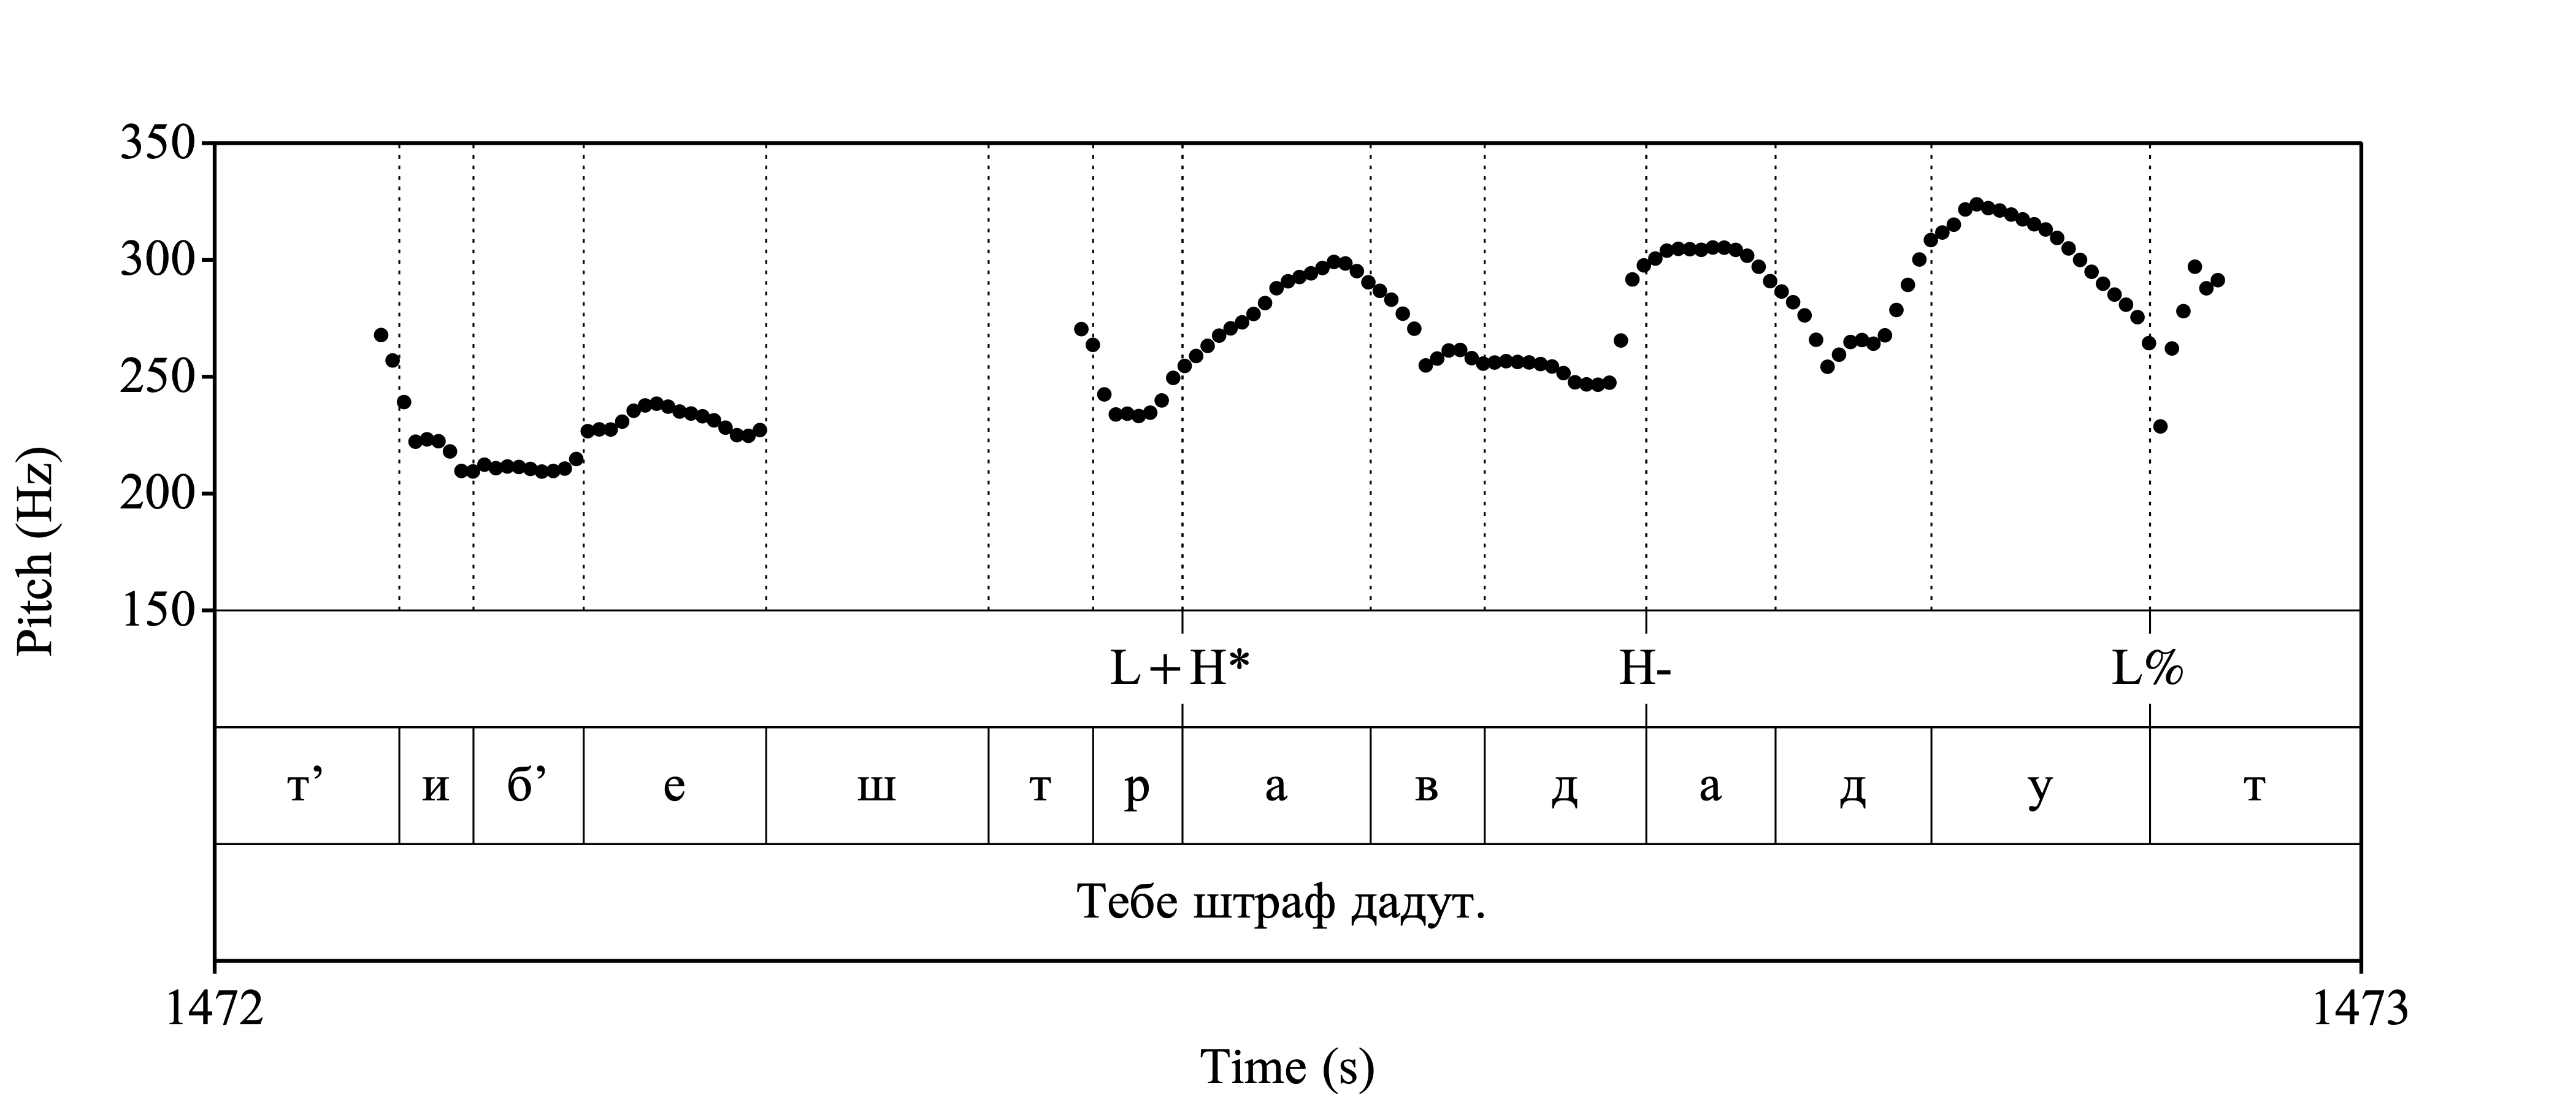 350
300
250
200
150
Pitch (Hz)
L+H* H- L%
т’ и б’ е ш т р а в д а д у т
Тебе штраф дадут.
1472 1473
Time (s)